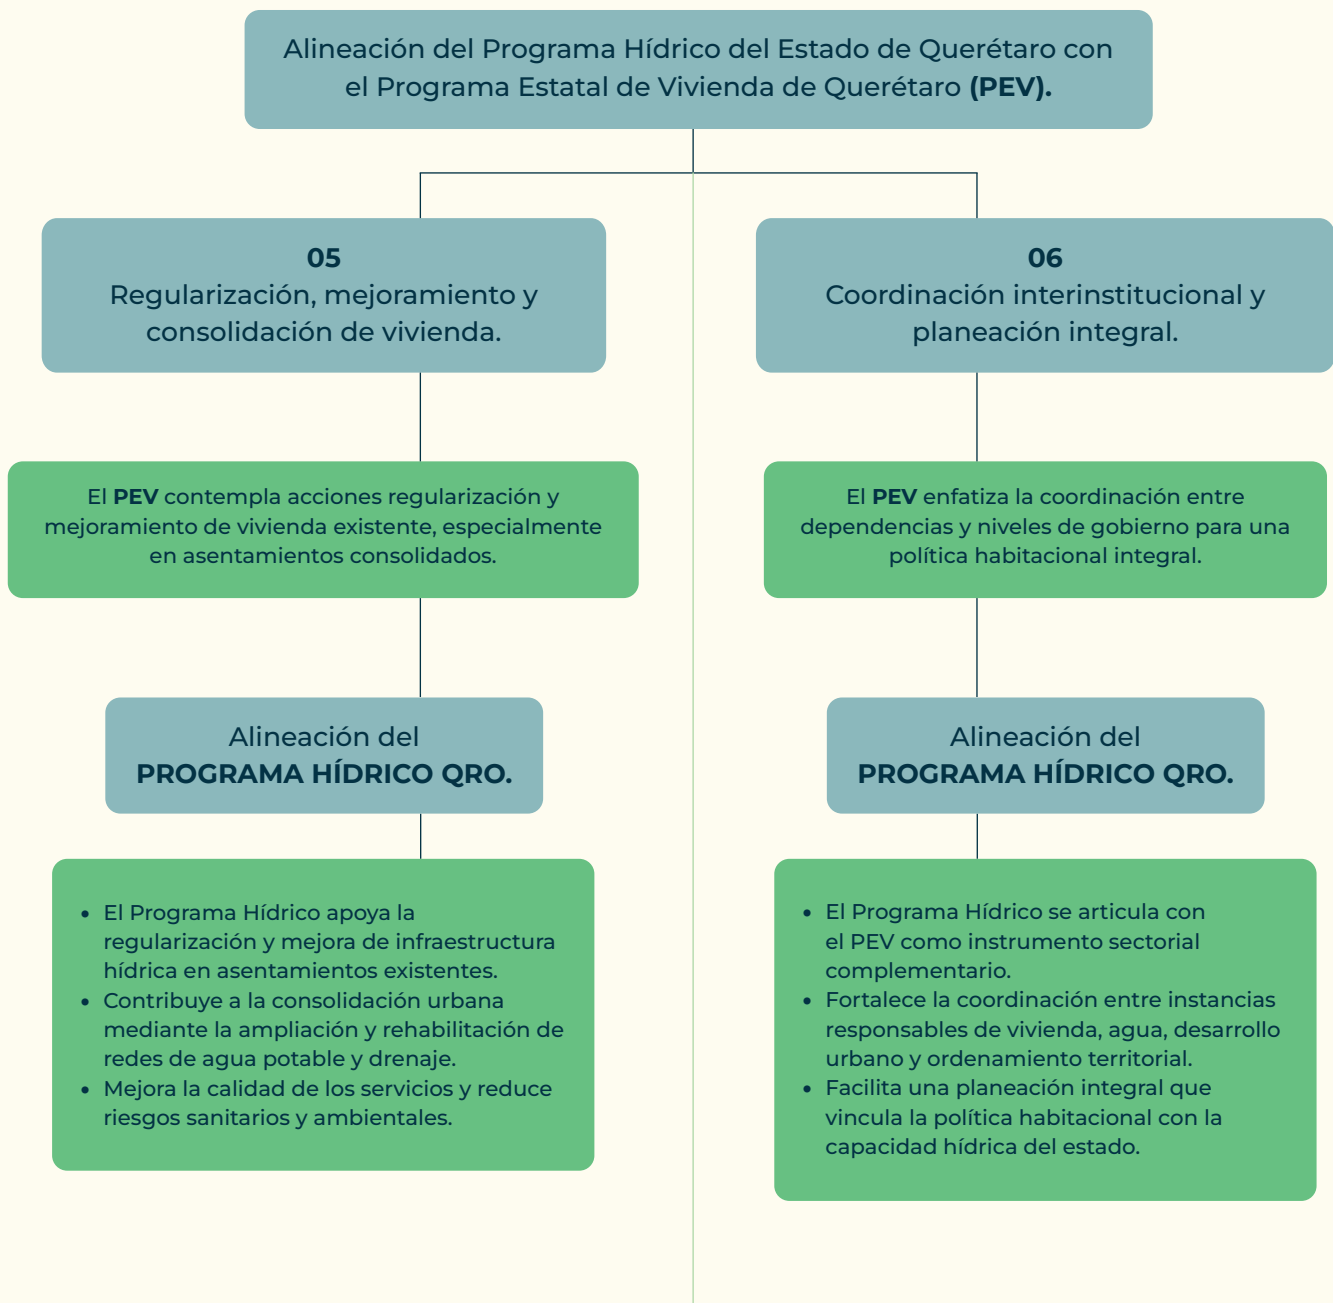 Alineación del Programa Hídrico del Estado de Querétaro con
el Programa Estatal de Vivienda de Querétaro (PEV).
05
Regularización, mejoramiento y
consolidación de vivienda.
El PEV contempla acciones regularización y
mejoramiento de vivienda existente, especialmente
en asentamientos consolidados.
Alineación del
PROGRAMA HÍDRICO QRO.
• El Programa Hídrico apoya la
regularización y mejora de infraestructura
hídrica en asentamientos existentes.
• Contribuye a la consolidación urbana
mediante la ampliación y rehabilitación de
redes de agua potable y drenaje.
• Mejora la calidad de los servicios y reduce
riesgos sanitarios y ambientales.
06
Coordinación interinstitucional y
planeación integral.
El PEV enfatiza la coordinación entre
dependencias y niveles de gobierno para una
política habitacional integral.
Alineación del
PROGRAMA HÍDRICO QRO.
• El Programa Hídrico se articula con
el PEV como instrumento sectorial
complementario.
• Fortalece la coordinación entre instancias
responsables de vivienda, agua, desarrollo
urbano y ordenamiento territorial.
• Facilita una planeación integral que
vincula la política habitacional con la
capacidad hídrica del estado.